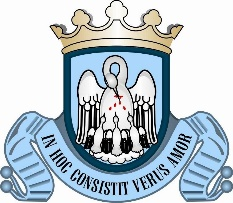 IN HOC CONSISTIT VERUS AMOR